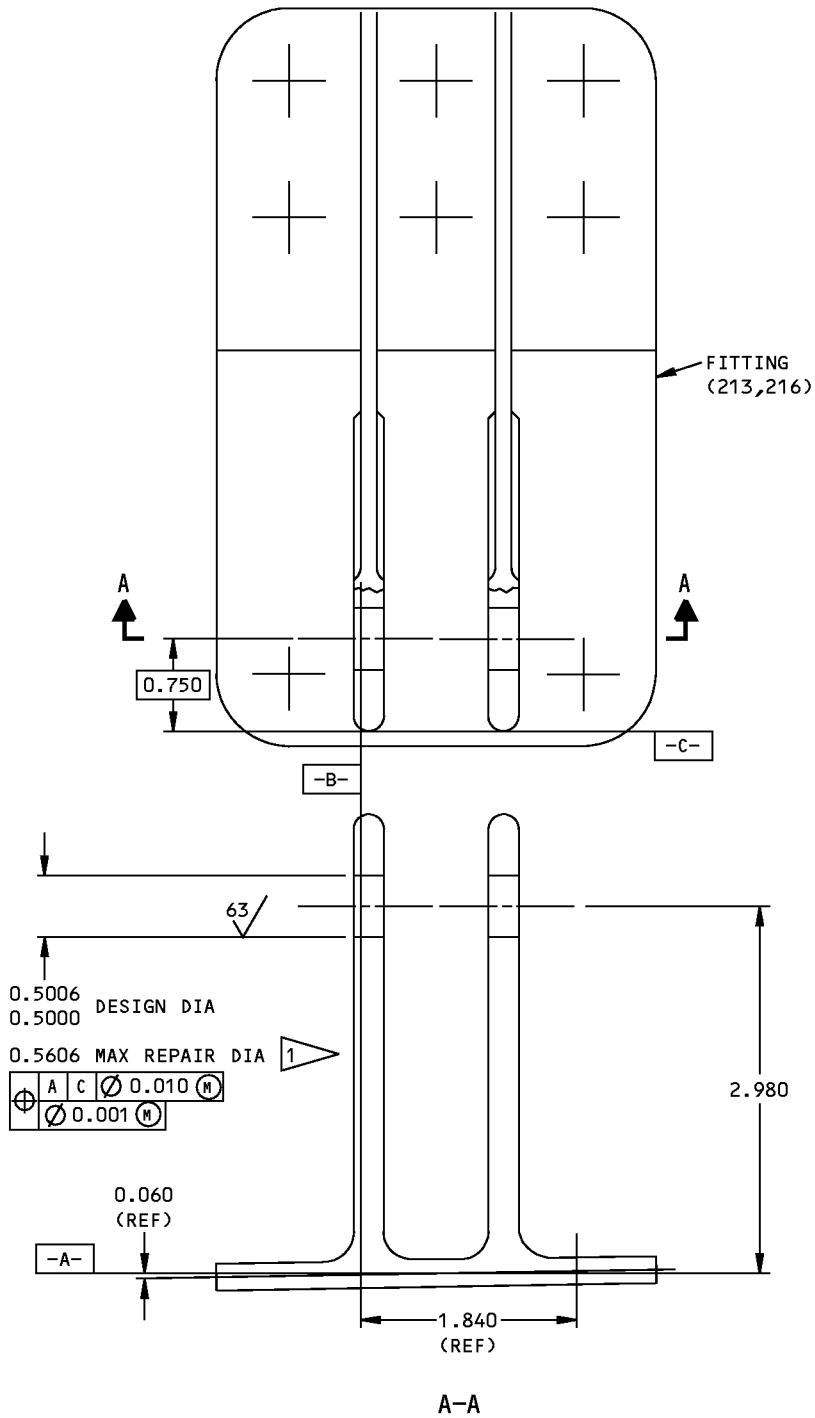 FITTING
(213,216)
A
A
0.750
-C-
-B-
63
0.5006
0.5000
DESIGN DIA
0.5606 MAX REPAIR DIA 1
A C Ø 0.010 Ⓜ
Ø 0.001 Ⓜ
2.980
0.060
(REF)
-A-
1.840
(REF)
A-A